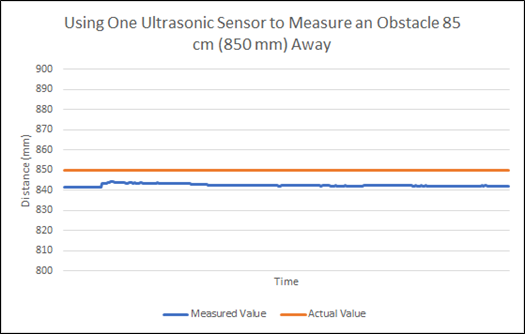 Using One Ultrasonic Sensor to Measure an Obstacle 85
cm (850 mm) Away
900
890
880
870
860
850
840
830
820
810
800
Distance (mm)
Time
Measured Value
Actual Value